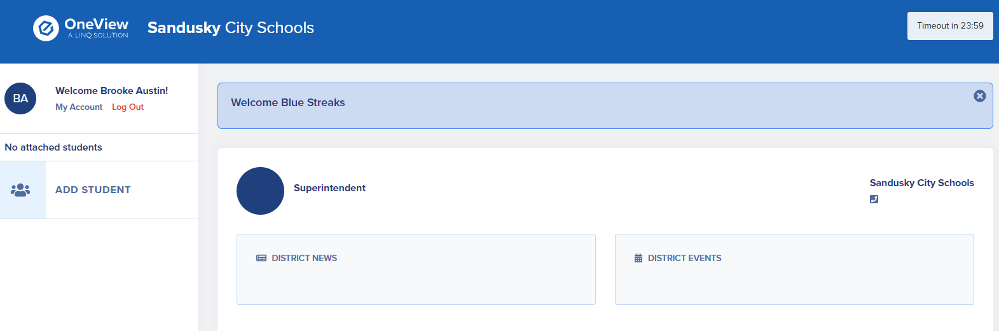 OneView
A LINQ SOLUTION
Sandusky City Schools
Timeout in 23:59
BA
Welcome Brooke Austin!
My Account Log Out
No attached students
ADD STUDENT
Welcome Blue Streaks
Superintendent
Sandusky City Schools
DISTRICT NEWS
DISTRICT EVENTS